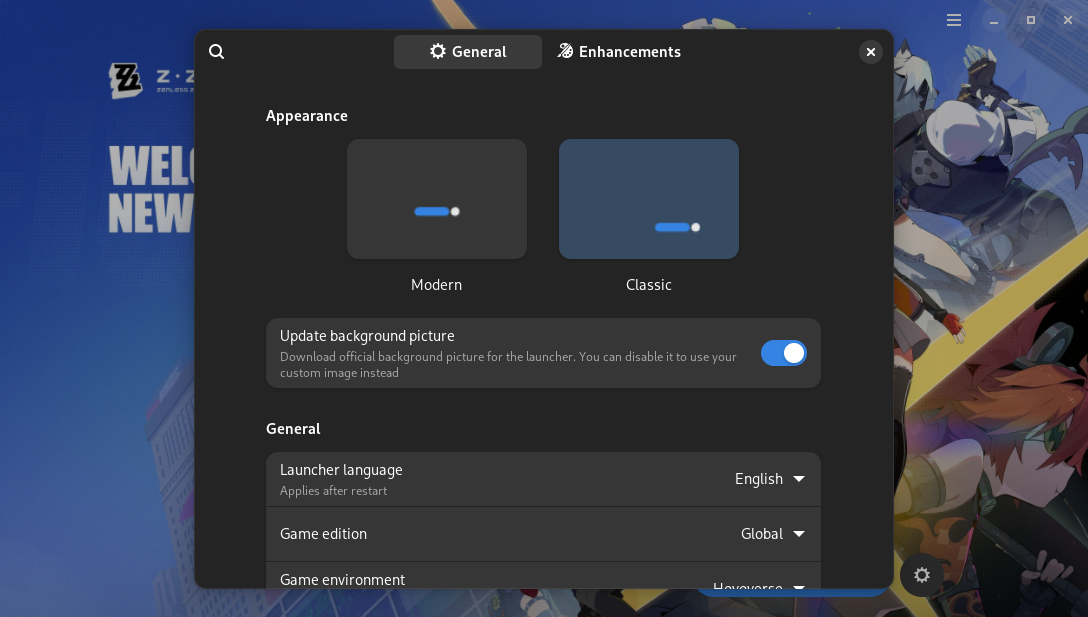 General
Enhancements
Z·Z
ZENLESS Z
WELC
NEW
Appearance
Modern
Classic
Update background picture
Download official background picture for the launcher. You can disable it to use your
custom image instead
General
Launcher language
Applies after restart
English
Game edition
Global
Game environment
Hoyoverse